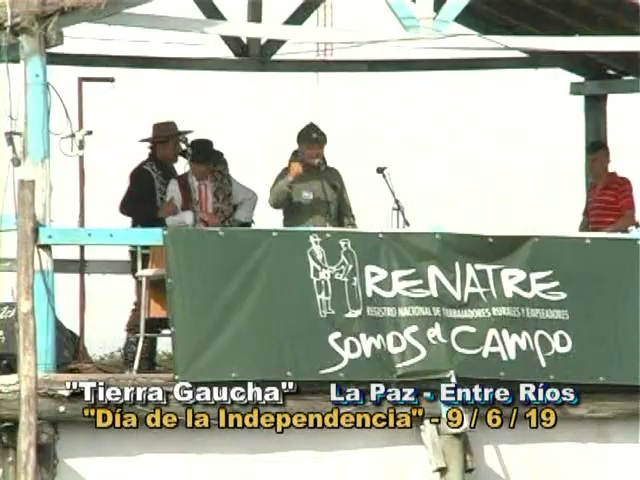 RENATRE
REGISTRO NACIONAL DE TRABAJADORES RURALES Y EMPLEADORES
SOMOS el CAMPO
"Tierra Gaucha" La Paz - Entre Ríos
"Día de la Independencia" - 9 / 6 / 19